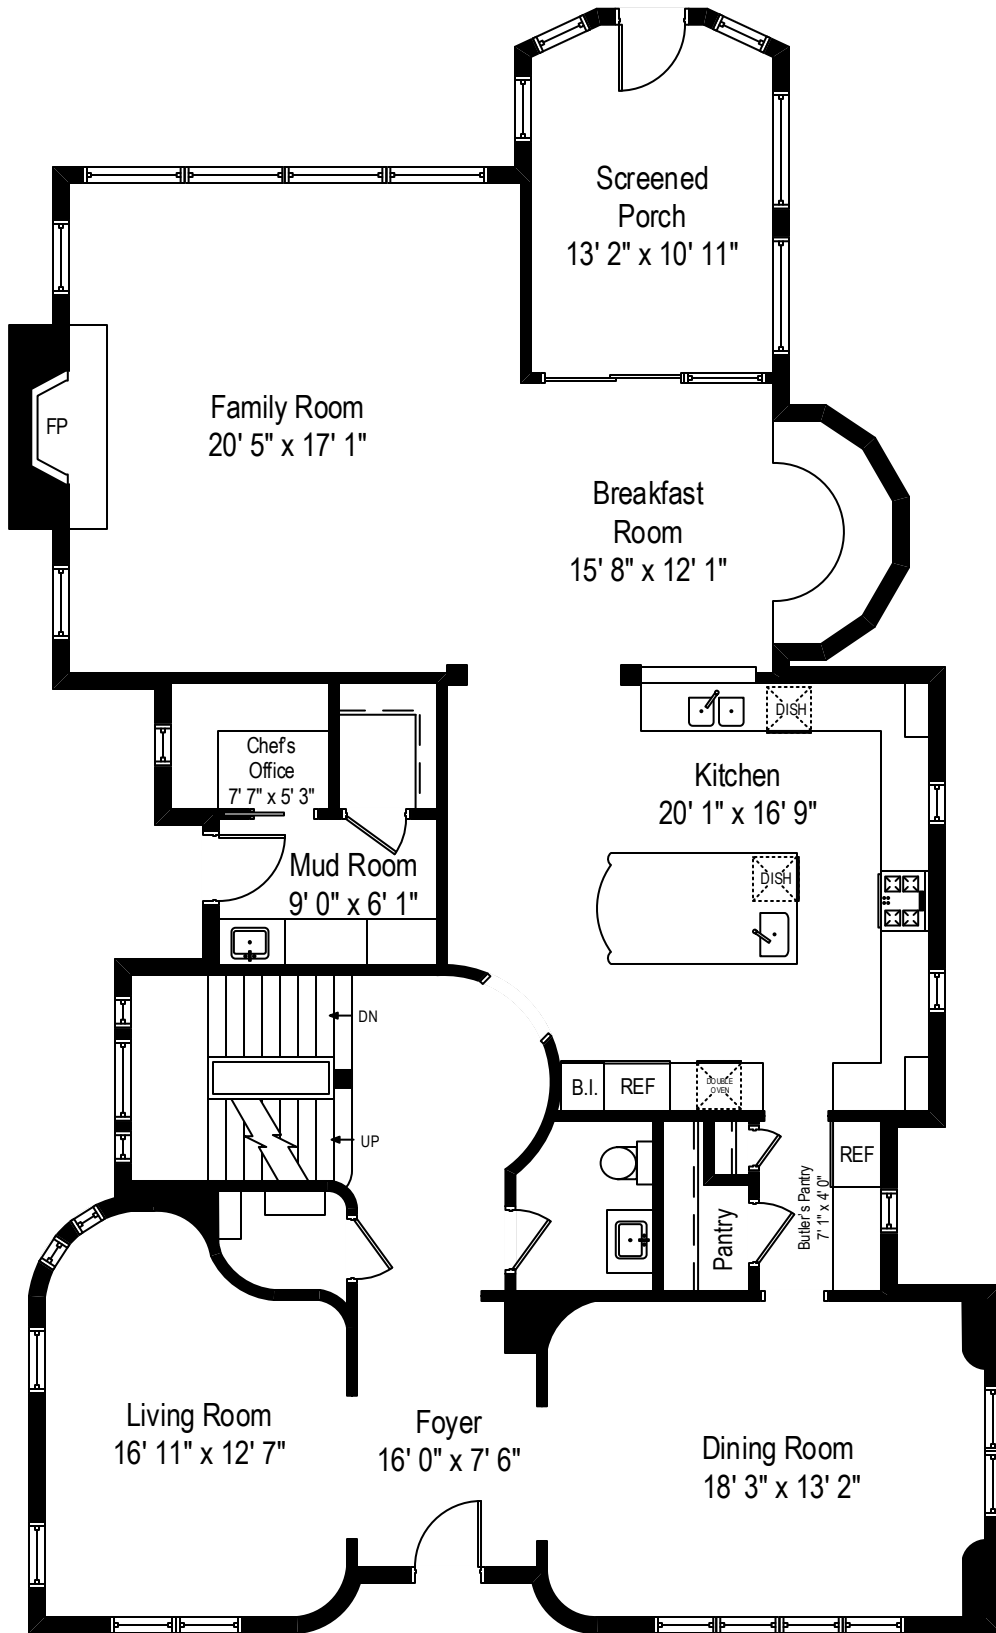 Screened
Porch
13' 2" x 10' 11"
Family Room
20' 5" x 17' 1"
FP
Breakfast
Room
15' 8" x 12' 1"
DISH
Chef's
Office
7' 7" x 5' 3"
Kitchen
20' 1" x 16' 9"
Mud Room
9' 0" x 6' 1"
DISH
DN
B.I.
REF
DOUBLE
OVEN
UP
REF
Pantry
Butler's Pantry
7' 1" x 4' 0"
Living Room
16' 11" x 12' 7"
Foyer
16' 0" x 7' 6"
Dining Room
18' 3" x 13' 2"